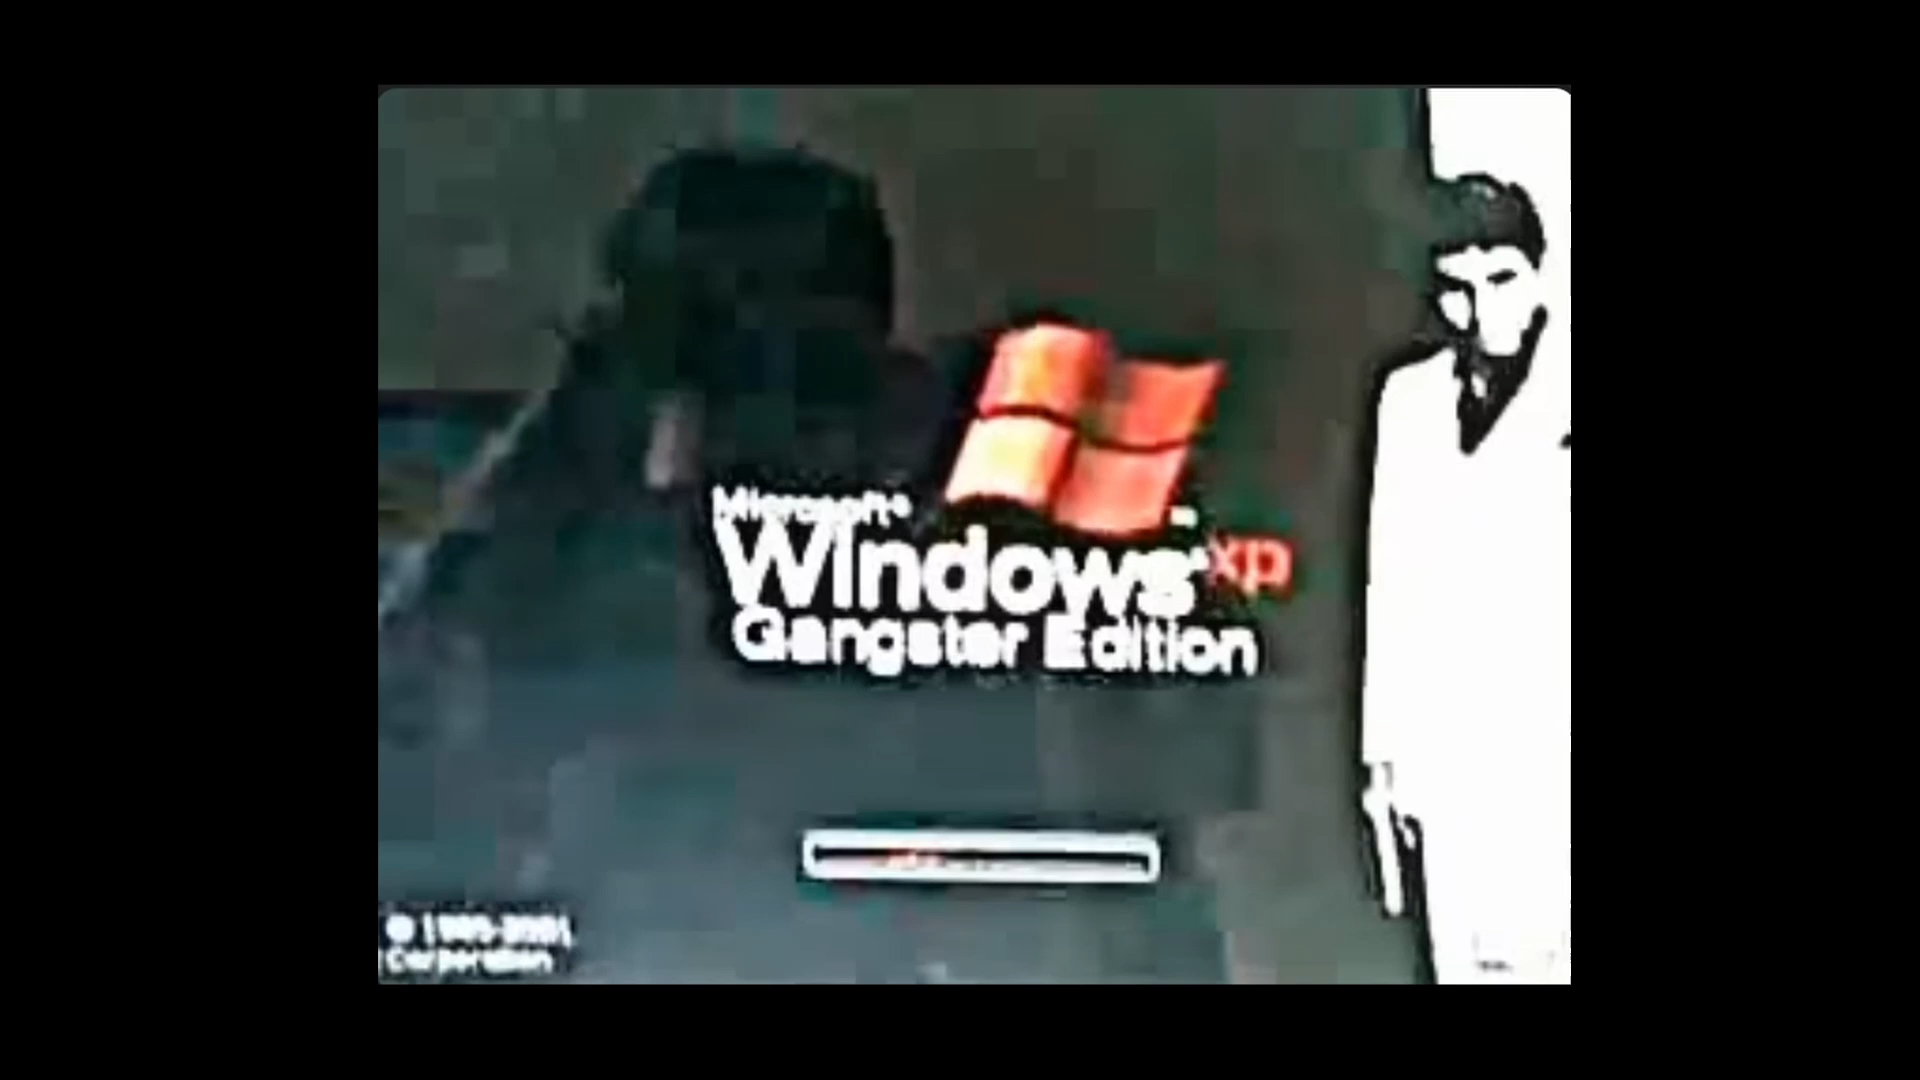 Microsoft®
Windows xp
Gangster Edition
Corporation